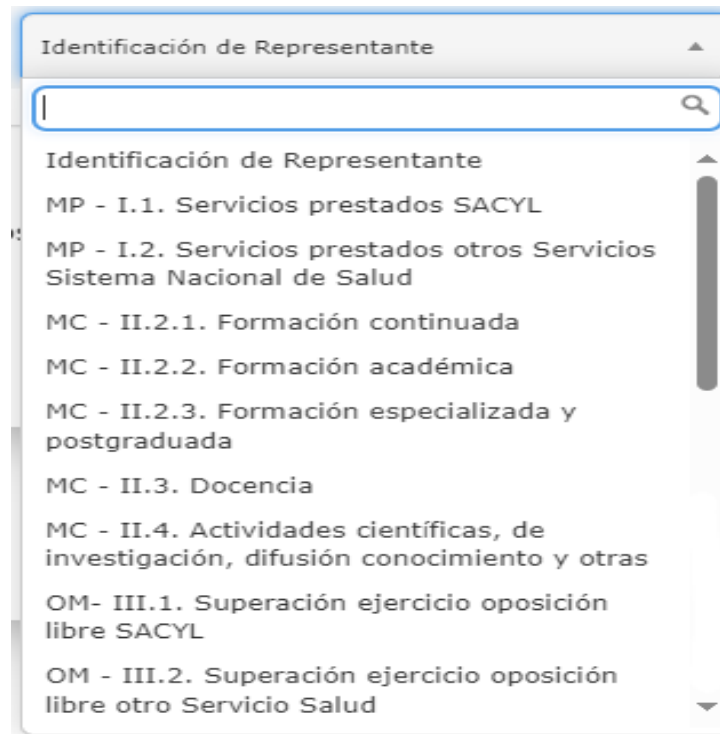 Identificación de Representante
Identificación de Representante
MP - I.1. Servicios prestados SACYL
MP - I.2. Servicios prestados otros Servicios
Sistema Nacional de Salud
MC - II.2.1. Formación continuada
MC - II.2.2. Formación académica
MC - II.2.3. Formación especializada y
postgraduada
MC - II.3. Docencia
MC - II.4. Actividades científicas, de
investigación, difusión conocimiento y otras
OM- III.1. Superación ejercicio oposición
libre SACYL
OM - III.2. Superación ejercicio oposición
libre otro Servicio Salud